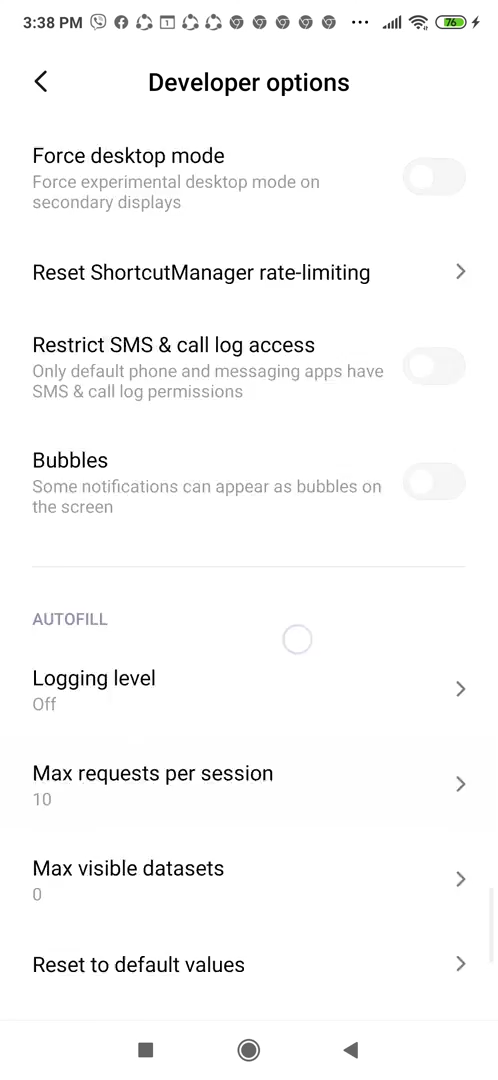 3:38 PM
76
Developer options
Force desktop mode
Force experimental desktop mode on
secondary displays
Reset ShortcutManager rate-limiting
Restrict SMS & call log access
Only default phone and messaging apps have
SMS & call log permissions
Bubbles
Some notifications can appear as bubbles on
the screen
AUTOFILL
Logging level
Off
Max requests per session
10
Max visible datasets
0
Reset to default values